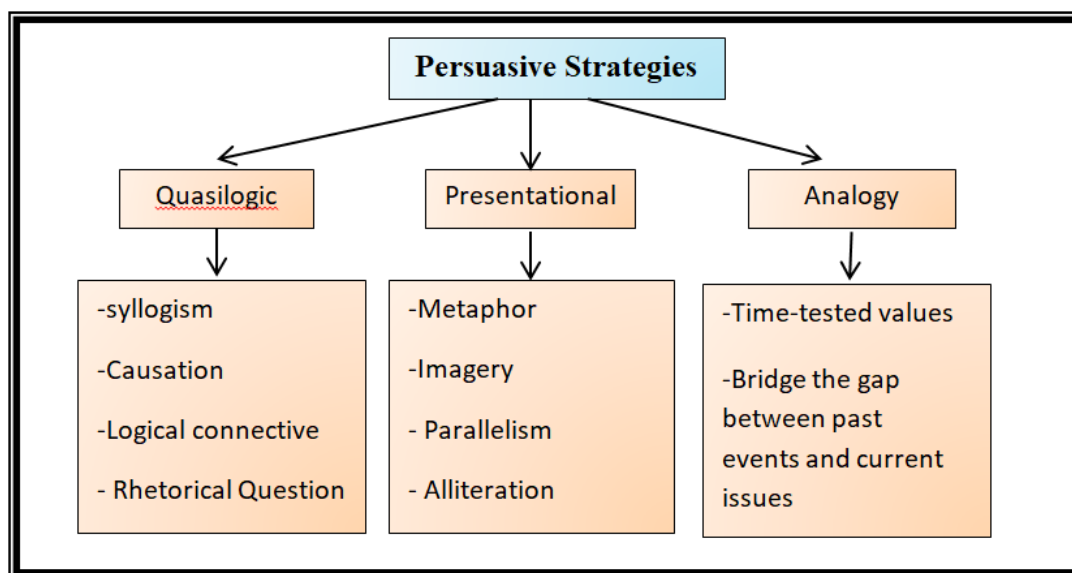 Persuasive Strategies
Quasilogic
Presentational
Analogy
-syllogism
-Causation
-Logical connective
- Rhetorical Question
-Metaphor
-Imagery
- Parallelism
- Alliteration
-Time-tested values
-Bridge the gap
between past
events and current
issues